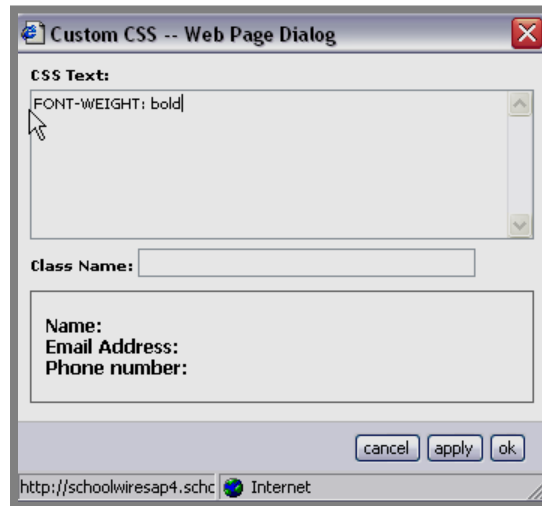 Custom CSS -- Web Page Dialog
CSS Text:
FONT-WEIGHT: bold
Class Name:
Name:
Email Address:
Phone number:
cancel apply ok
http://schoolwiresap4.schc Internet